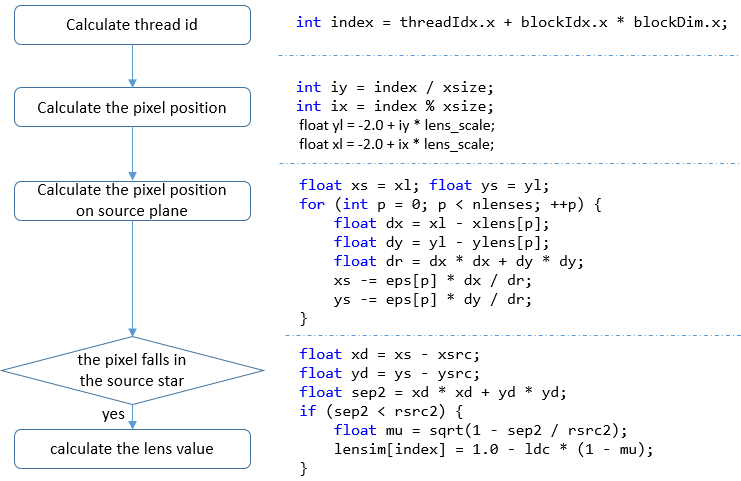 Calculate thread id
int index = threadIdx.x + blockIdx.x * blockDim.x;
Calculate the pixel position
int iy = index / xsize;
int ix = index % xsize;
float yl = -2.0 + iy * lens_scale;
float xl = -2.0 + ix * lens_scale;
Calculate the pixel position
on source plane
float xs = xl; float ys = yl;
for (int p = 0; p < nlenses; ++p) {
float dx = xl - xlens[p];
float dy = yl - ylens[p];
float dr = dx * dx + dy * dy;
xs -= eps[p] * dx / dr;
ys -= eps[p] * dy / dr;
}
the pixel falls in
the source star
yes
float xd = xs - xsrc;
float yd = ys - ysrc;
float sep2 = xd * xd + yd * yd;
if (sep2 < rsrc2) {
float mu = sqrt(1 - sep2 / rsrc2);
lensim[index] = 1.0 - ldc * (1 - mu);
}
calculate the lens value